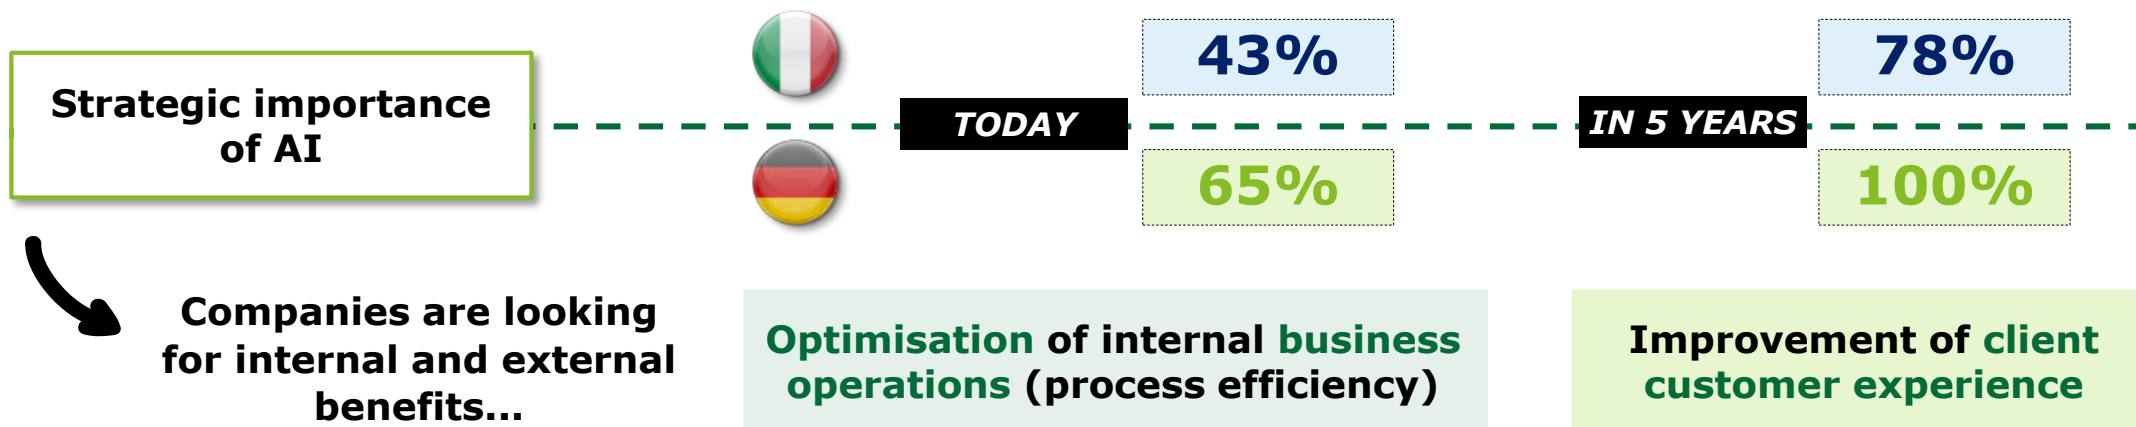 Strategic importance
of AI
43%
78%
TODAY
IN 5 YEARS
65%
100%
Companies are looking
for internal and external
benefits...
Optimisation of internal business
operations (process efficiency)
Improvement of client
customer experience